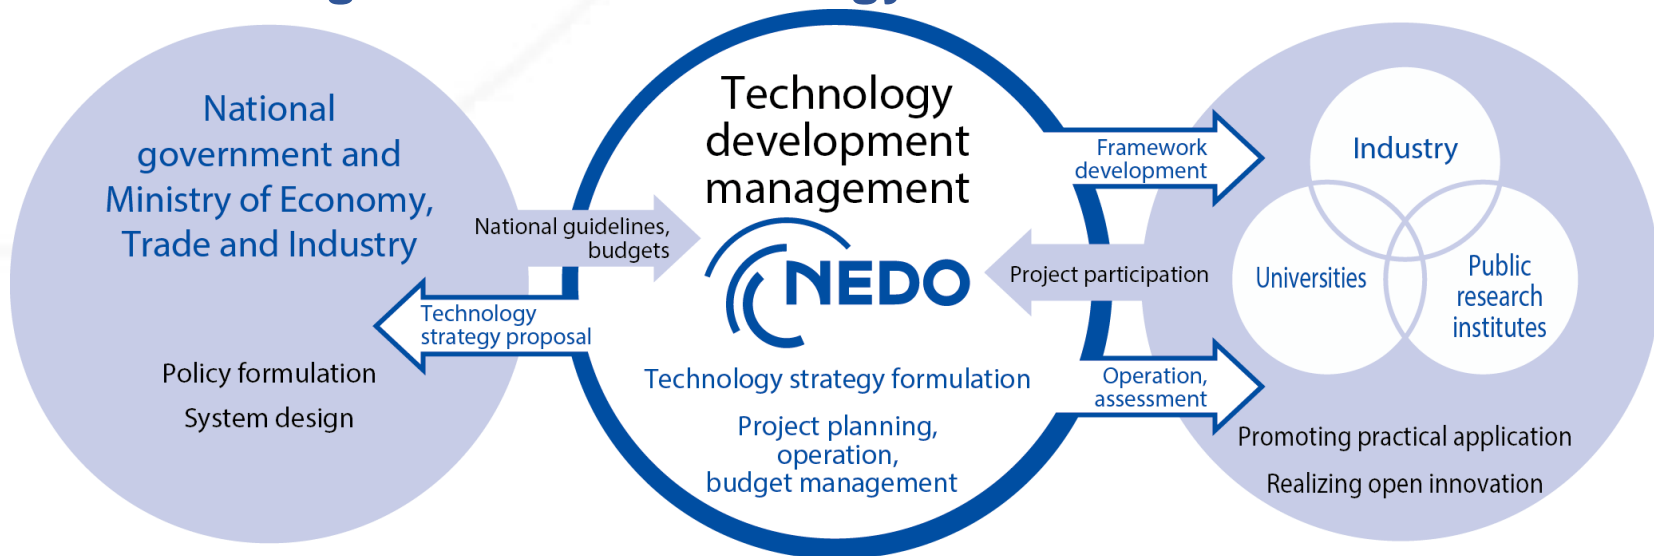 National
government and
Ministry of Economy,
Trade and Industry
Policy formulation
System design
National guidelines,
budgets
Technology
strategy proposal
Technology
development
management
NEDO
Technology strategy formulation
Project planning,
operation,
budget management
Framework
development
Project participation
Operation,
assessment
Industry
Universities
Public
research
institutes
Promoting practical application
Realizing open innovation